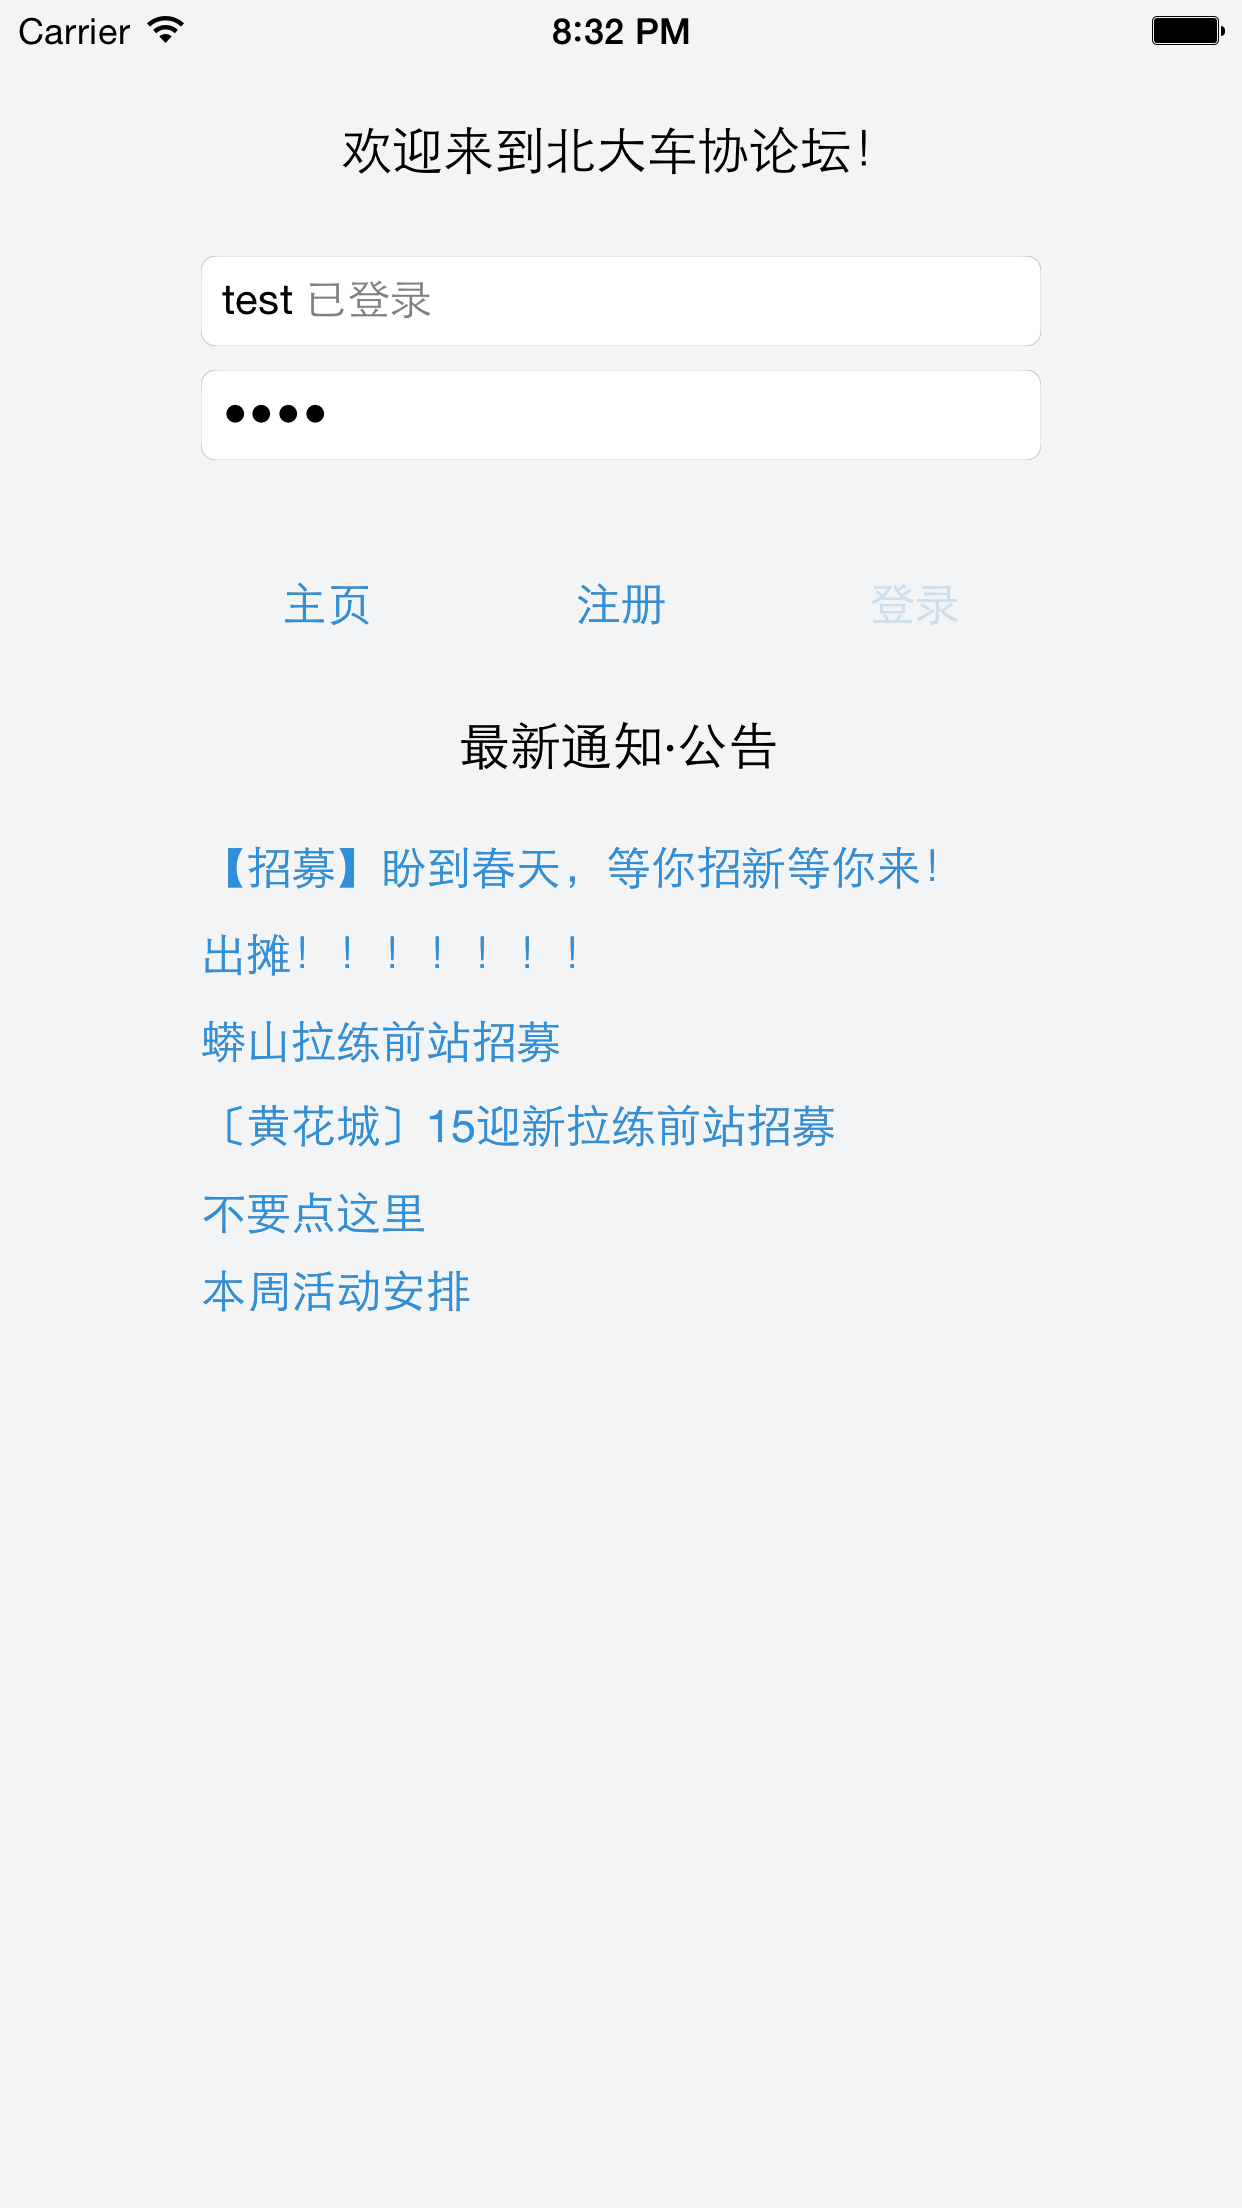 Carrier 8:32 PM
欢迎来到北大车协论坛！
test 已登录
••••
主页 注册 登录
最新通知·公告
【招募】盼到春天，等你招新等你来！
出摊！！！！！！！
蟒山拉练前站招募
〔黄花城〕15迎新拉练前站招募
不要点这里
本周活动安排